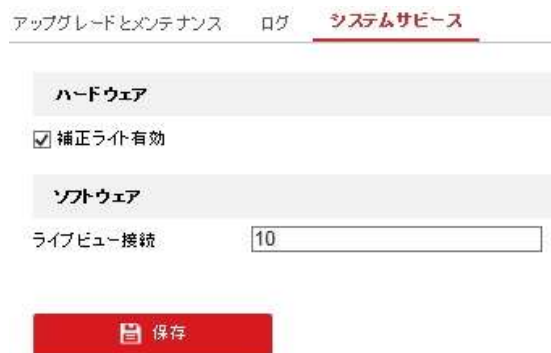 アップグレードとメンテナンス ログ システムサビース
ハードウェア
補正ライト有効
ソフトウェア
ライブビュー接続 10
保存